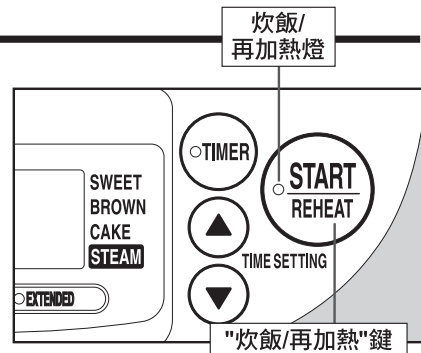 炊飯/
再加熱燈
TIMER
START
REHEAT
SWEET
BROWN
CAKE
STEAM
TIME SETTING
EXTENDED
"炊飯/再加熱"鍵